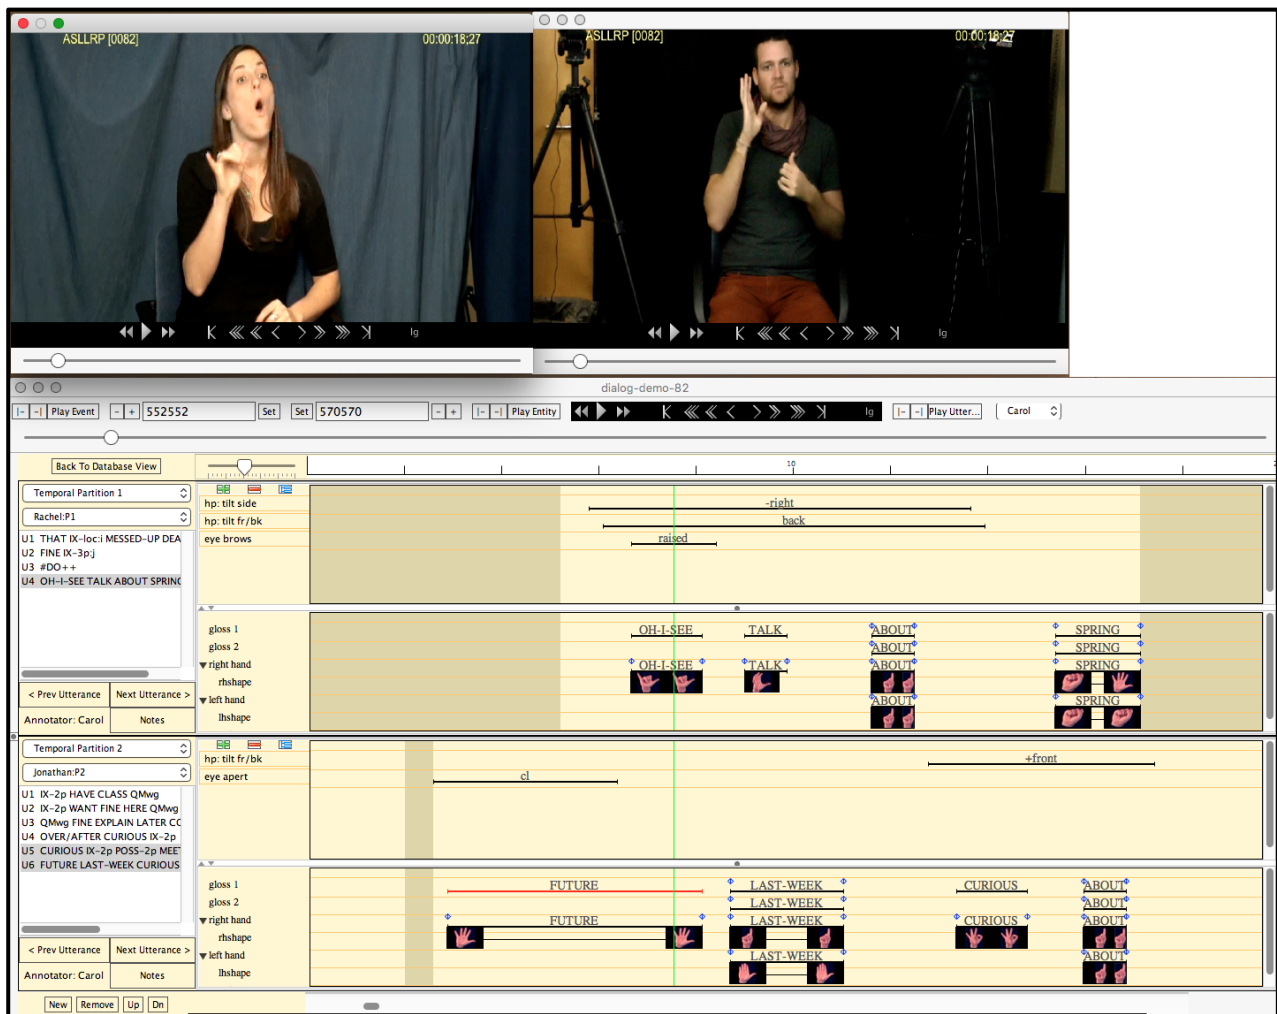 ASLLRP [0082] 00:00:18;27
ASLLRP [0082] 00:00:18;27
lg
lg
dialog-demo-82
|- -| Play Event - + 552552 Set Set 570570 - + |- -| Play Entity lg |- -| Play Utter... Carol
Back To Database View 10
Temporal Partition 1
Rachel:P1
U1 THAT IX-loc:i MESSED-UP DEA
U2 FINE IX-3p:j
U3 #DO++
U4 OH-I-SEE TALK ABOUT SPRING
hp: tilt side -right
hp: tilt fr/bk back
eye brows raised
gloss 1 OH-I-SEE TALK ABOUT SPRING
gloss 2 ABOUT SPRING
right hand OH-I-SEE TALK ABOUT SPRING
rhshape
left hand ABOUT SPRING
lhshape
< Prev Utterance Next Utterance >
Annotator: Carol Notes
Temporal Partition 2
Jonathan:P2
U1 IX-2p HAVE CLASS QMwg
U2 IX-2p WANT FINE HERE QMwg
U3 QMwg FINE EXPLAIN LATER CC
U4 OVER/AFTER CURIOUS IX-2p
U5 CURIOUS IX-2p POSS-2p MEET
U6 FUTURE LAST-WEEK CURIOUS
hp: tilt fr/bk +front
eye apert cl
gloss 1 FUTURE LAST-WEEK CURIOUS ABOUT
gloss 2 LAST-WEEK ABOUT
right hand FUTURE LAST-WEEK CURIOUS ABOUT
rhshape
left hand LAST-WEEK ABOUT
lhshape
< Prev Utterance Next Utterance >
Annotator: Carol Notes
New Remove Up Dn